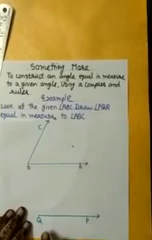 Something More
To construct an angle equal in measure
to a given angle, using a compass and
ruler.
Example
Look at the given ∠ABC. Draw ∠PQR
equal in measure to ∠ABC
C
B A
Q P